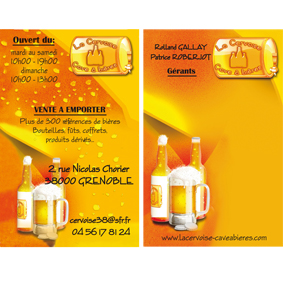 Ouvert du:
mardi au samedi
10h00 - 19h00
dimanche
10h00 - 13h00
La Cervoise
Cave à bières
VENTE A EMPORTER
Plus de 300 références de bières
Bouteilles, fûts, coffrets,
produits dérivés...
2 rue Nicolas Chorier
38000 GRENOBLE
cervoise38@sfr.fr
04 56 17 81 24
La Cervoise
Cave à bières
Rolland GALLAY
Patrice ROBERJOT
Gérants
www.lacervoise-caveabieres.com